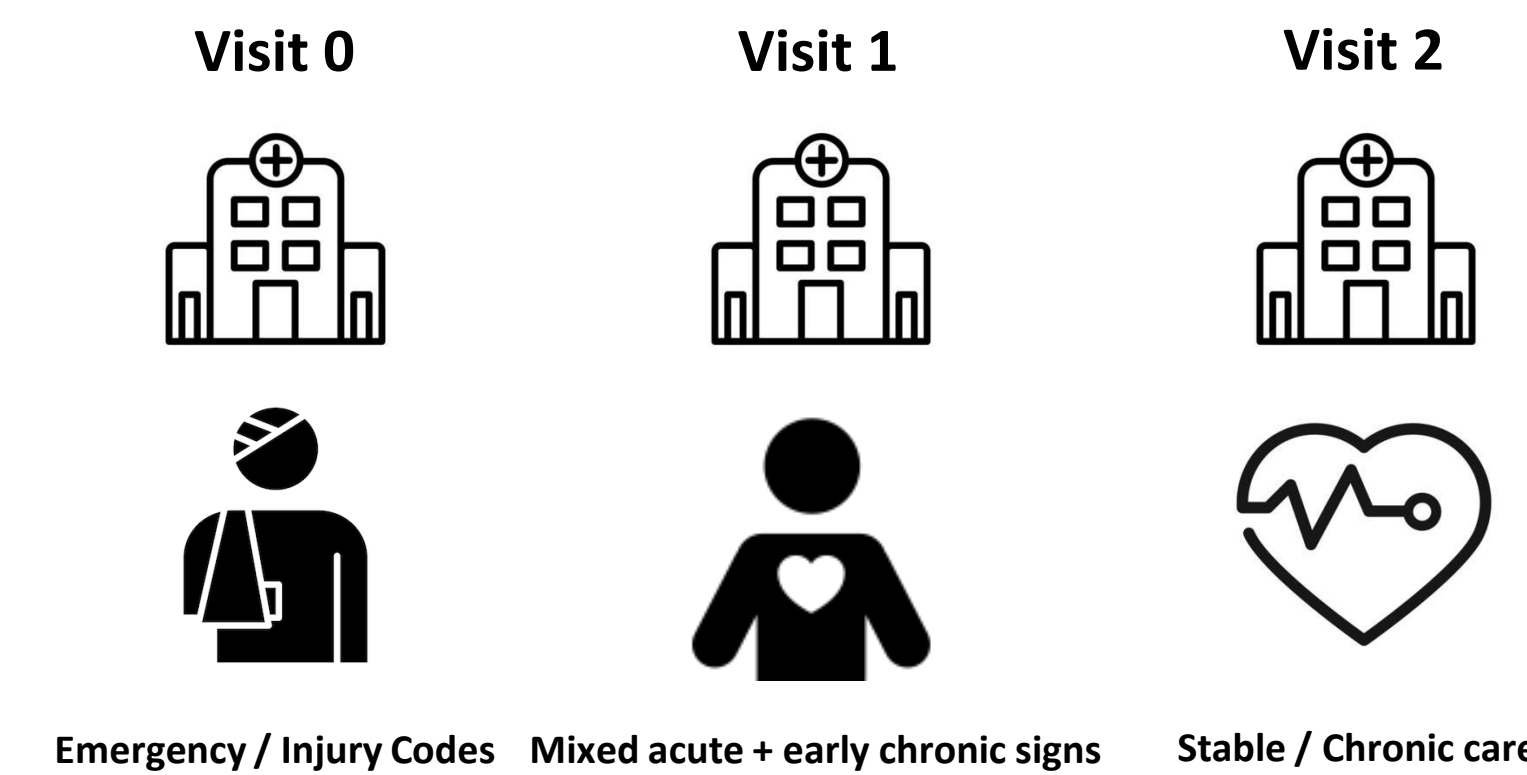 Visit 0
Visit 1
Visit 2
Emergency / Injury Codes
Mixed acute + early chronic signs
Stable / Chronic care